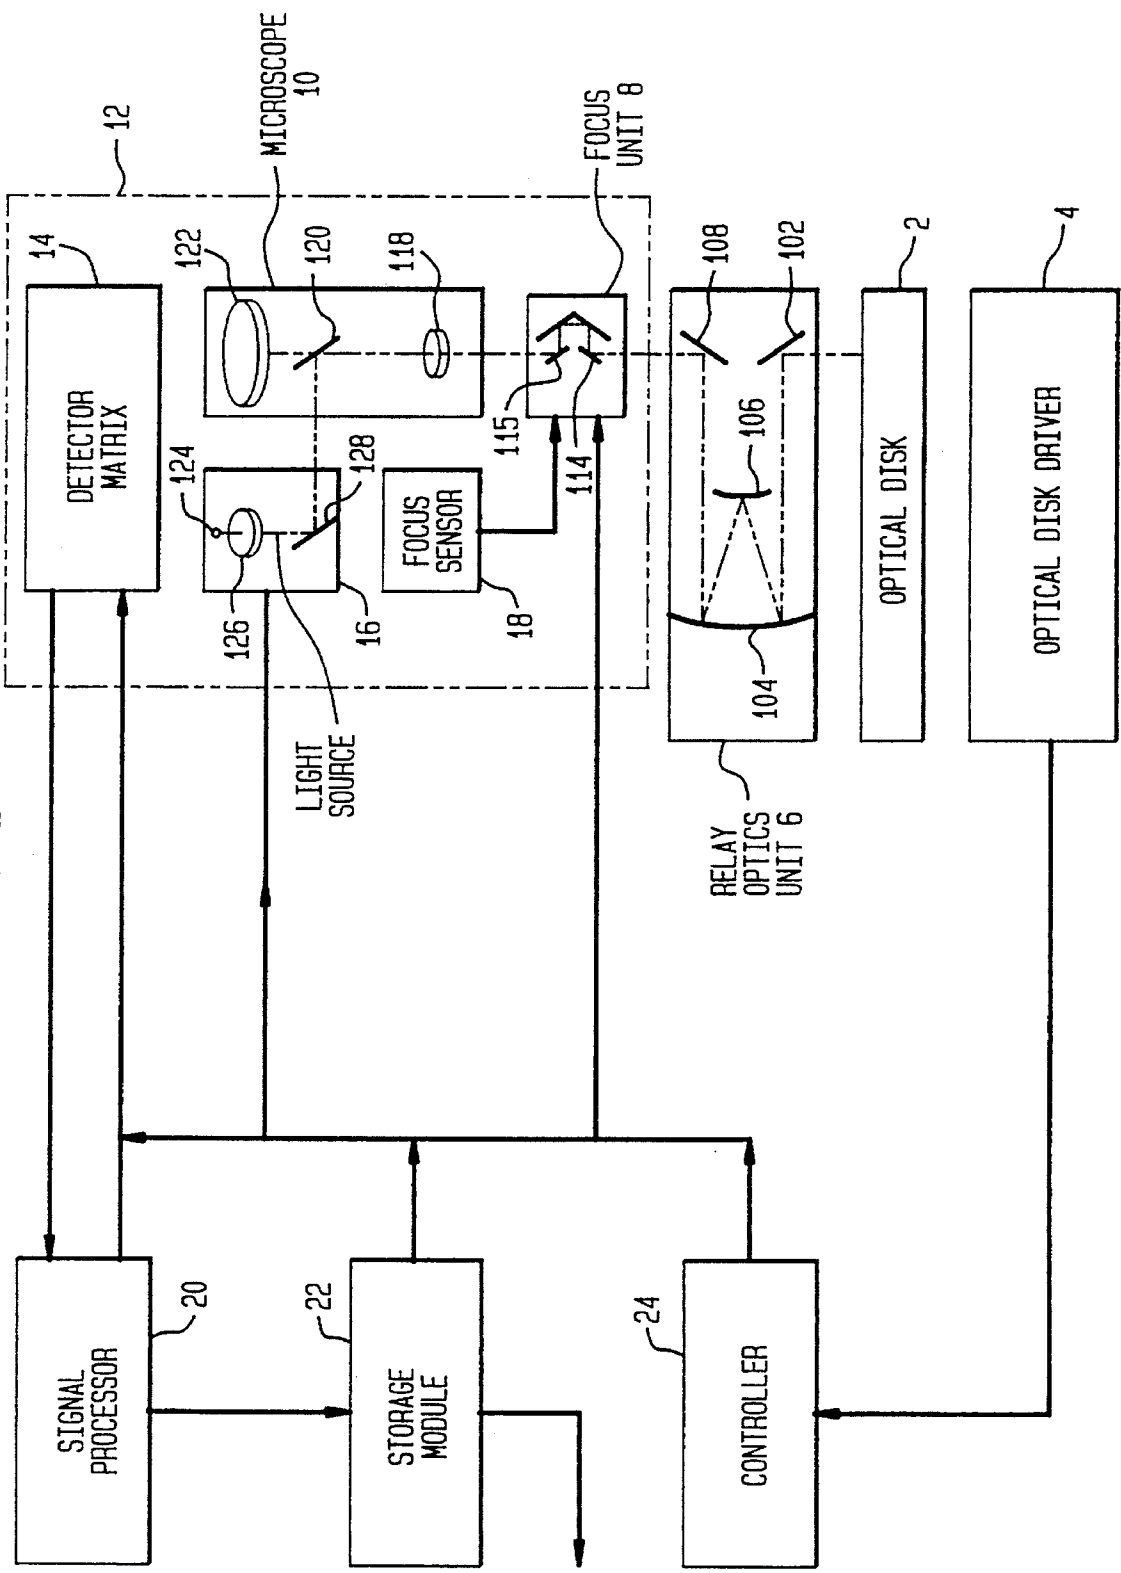 12
14
DETECTOR
MATRIX
122
MICROSCOPE
10
120
118
124
126
128
16
LIGHT
SOURCE
FOCUS
SENSOR
18
FOCUS
UNIT 8
115
114
108
102
106
104
RELAY
OPTICS
UNIT 6
2
OPTICAL DISK
4
OPTICAL DISK DRIVER
SIGNAL
PROCESSOR
20
STORAGE
MODULE
22
CONTROLLER
24